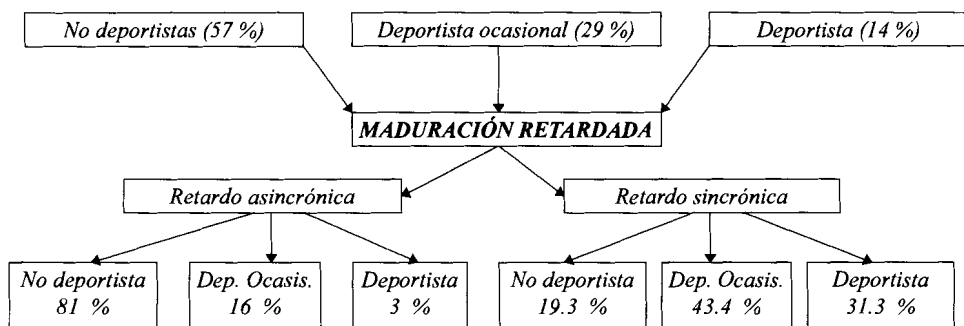 No deportistas (57 %)
Deportista ocasional (29 %)
Deportista (14 %)
MADURACIÓN RETARDADA
Retardo asincrónica
Retardo sincrónica
No deportista
81 %
Dep. Ocasis.
16 %
Deportista
3 %
No deportista
19.3 %
Dep. Ocasis.
43.4 %
Deportista
31.3 %